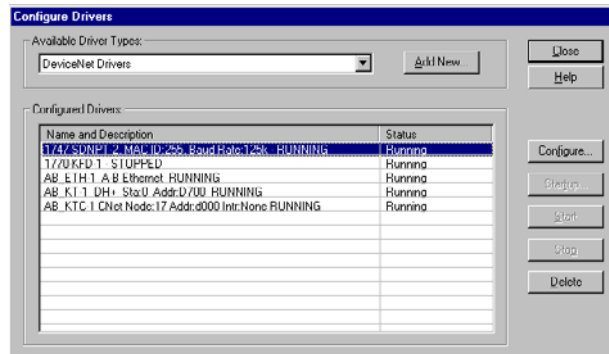 Configure Drivers
Available Driver Types:
DeviceNet Drivers
Add New...
Close
Help
Configured Drivers:
Name and Description Status
1747 SDNPT 2, MAC ID:255, Baud Rate:125k - RUNNING Running
1770 KFD-1 - STOPPED Running
AB_ETH-1 A-B Ethernet RUNNING Running
AB_KT-1 DH+ Sta:0 Addr:D700 RUNNING Running
AB_KTC-1 CNet Node:17 Addr:d000 Intr:None RUNNING Running
Configure...
Startup...
Start
Stop
Delete